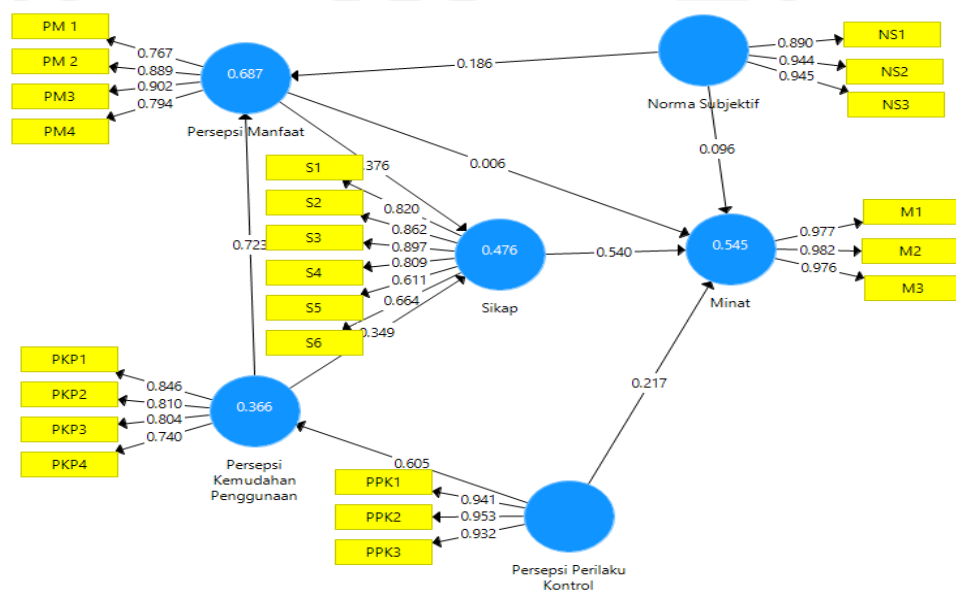 PM 1
PM 2
PM3
PM4
0.767
0.889
0.902
0.794
0.687
Persepsi Manfaat
0.186
Norma Subjektif
0.890
0.944
0.945
NS1
NS2
NS3
0.723
.376
0.006
0.096
S1
S2
S3
S4
S5
S6
0.820
0.862
0.897
0.809
0.611
0.664
0.476
Sikap
0.540
0.545
Minat
0.977
0.982
0.976
M1
M2
M3
0.349
0.217
PKP1
PKP2
PKP3
PKP4
0.846
0.810
0.804
0.740
0.366
Persepsi
Kemudahan
Penggunaan
0.605
PPK1
PPK2
PPK3
0.941
0.953
0.932
Persepsi Perilaku
Kontrol